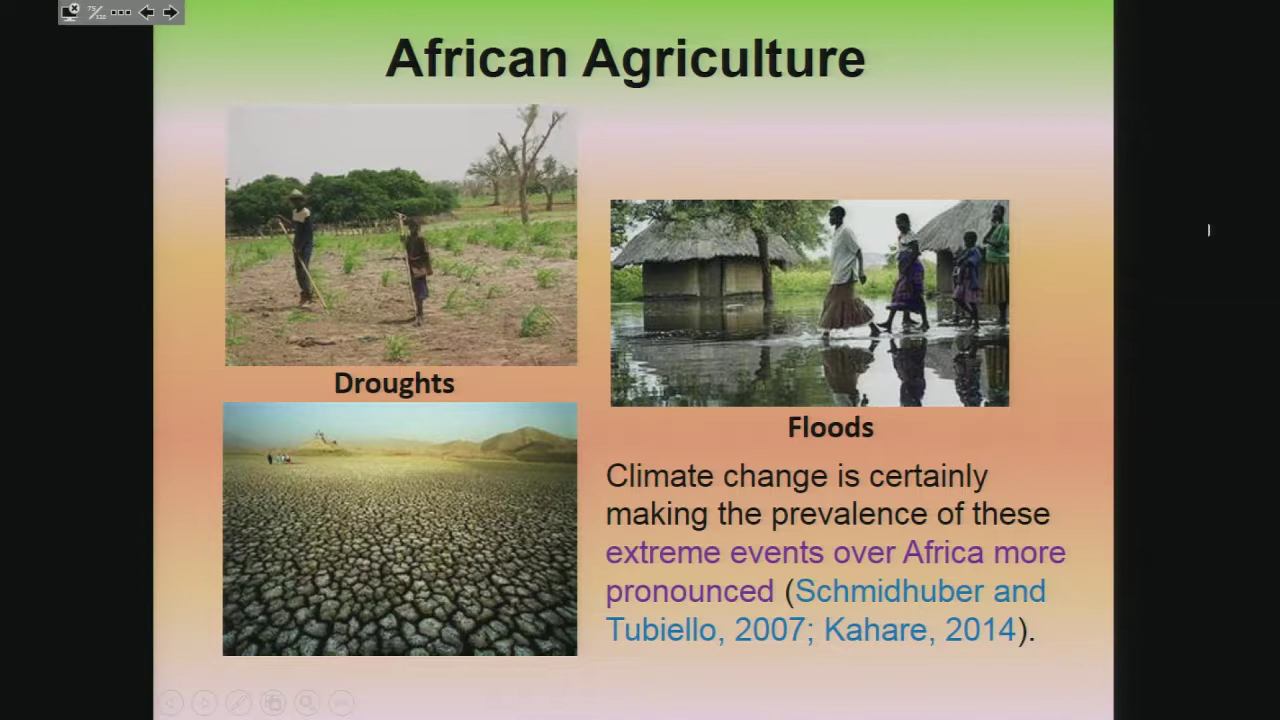 African Agriculture
Droughts
Floods
Climate change is certainly
making the prevalence of these
extreme events over Africa more
pronounced (Schmidhuber and
Tubiello, 2007; Kahare, 2014).